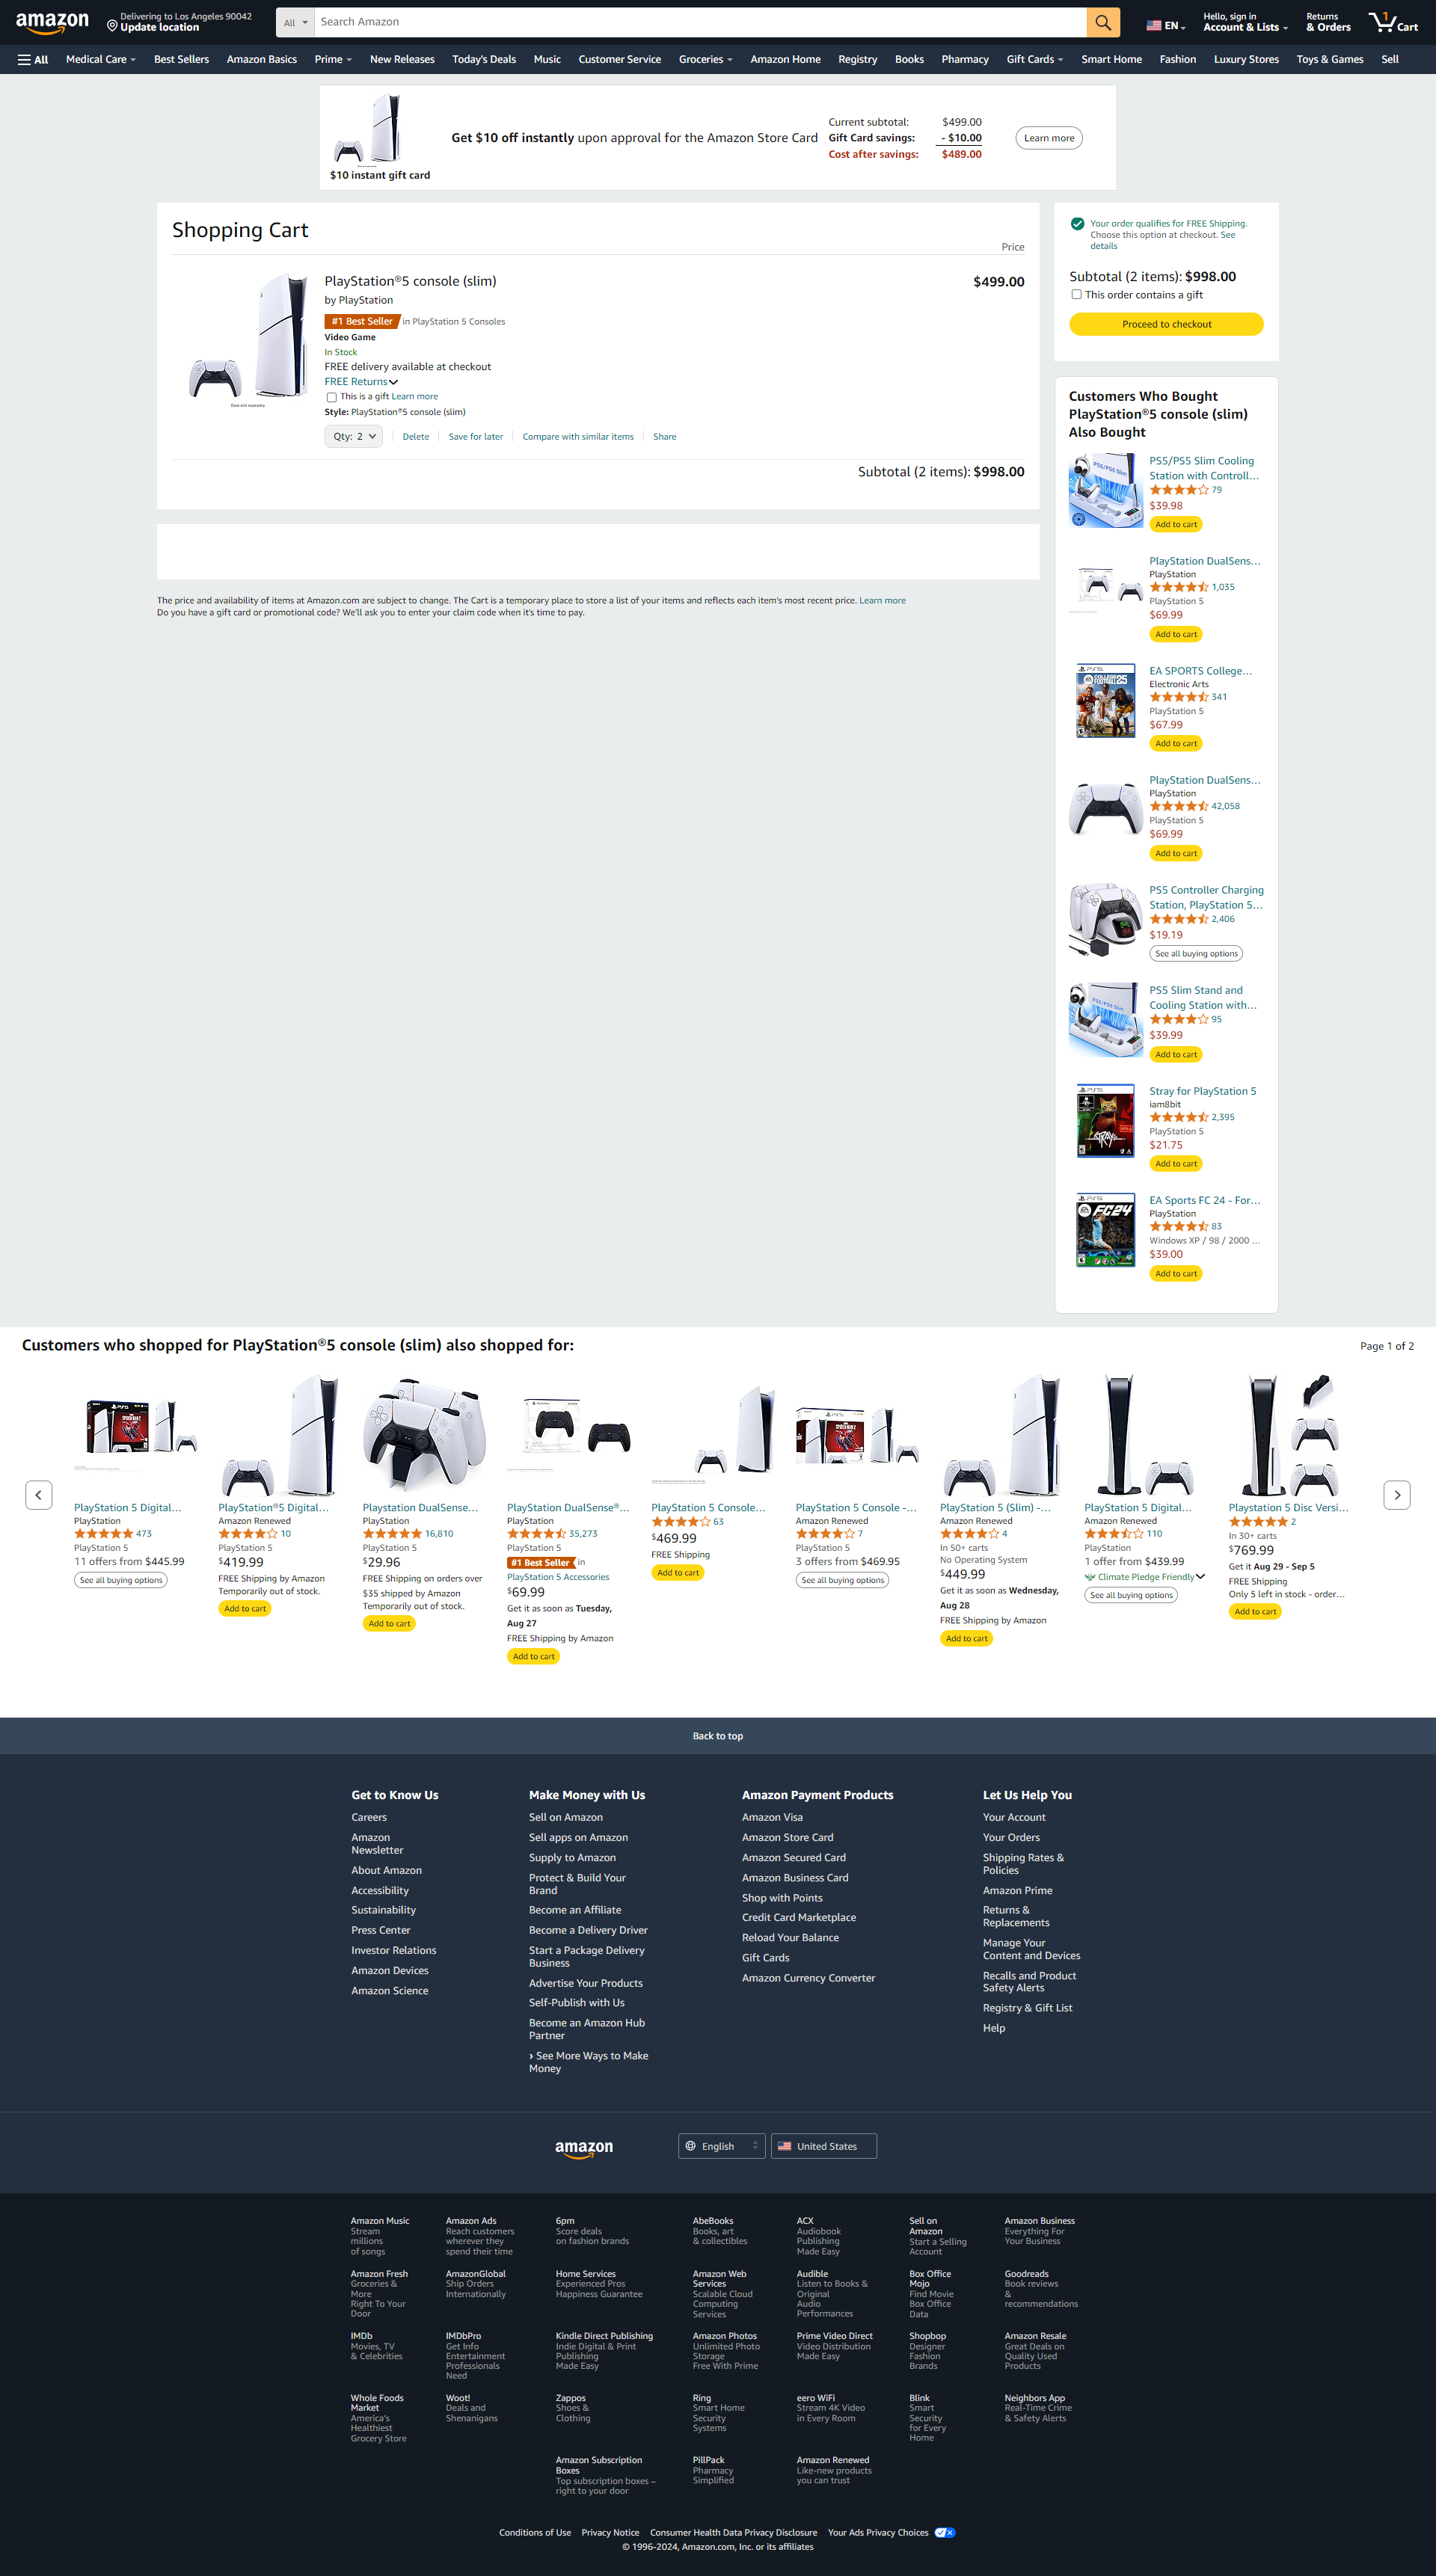 amazon
Delivering to Los Angeles 90042
Update location
All
Search Amazon
EN
Hello, sign in
Account & Lists
Returns
& Orders
1
Cart
All
Medical Care
Best Sellers
Amazon Basics
Prime
New Releases
Today's Deals
Music
Customer Service
Groceries
Amazon Home
Registry
Books
Pharmacy
Gift Cards
Smart Home
Fashion
Luxury Stores
Toys & Games
Sell
$10 instant gift card
Get $10 off instantly upon approval for the Amazon Store Card
Current subtotal: $499.00
Gift Card savings: - $10.00
Cost after savings: $489.00
Learn more
Shopping Cart
Price
PlayStation®5 console (slim)
$499.00
by PlayStation
#1 Best Seller in PlayStation 5 Consoles
Video Game
In Stock
FREE delivery available at checkout
FREE Returns
This is a gift Learn more
Style: PlayStation®5 console (slim)
Qty: 2
Delete
Save for later
Compare with similar items
Share
Subtotal (2 items): $998.00
The price and availability of items at Amazon.com are subject to change. The Cart is a temporary place to store a list of your items and reflects each item's most recent price. Learn more
Do you have a gift card or promotional code? We'll ask you to enter your claim code when it's time to pay.
Your order qualifies for FREE Shipping.
Choose this option at checkout. See
details
Subtotal (2 items): $998.00
This order contains a gift
Proceed to checkout
Customers Who Bought
PlayStation®5 console (slim)
Also Bought
PS5/PS5 Slim Cooling
Station with Controll...
79
$39.98
Add to cart
PlayStation DualSens...
PlayStation
1,035
PlayStation 5
$69.99
Add to cart
EA SPORTS College...
Electronic Arts
341
PlayStation 5
$67.99
Add to cart
PlayStation DualSens...
PlayStation
42,058
PlayStation 5
$69.99
Add to cart
PS5 Controller Charging
Station, PlayStation 5...
2,406
$19.19
See all buying options
PS5 Slim Stand and
Cooling Station with...
95
$39.99
Add to cart
Stray for PlayStation 5
iam8bit
2,395
PlayStation 5
$21.75
Add to cart
EA Sports FC 24 - For...
PlayStation
83
Windows XP / 98 / 2000 ...
$39.00
Add to cart
Customers who shopped for PlayStation®5 console (slim) also shopped for:
Page 1 of 2
PlayStation 5 Digital...
PlayStation
473
PlayStation 5
11 offers from $445.99
See all buying options
PlayStation®5 Digital...
Amazon Renewed
10
PlayStation 5
$419.99
FREE Shipping by Amazon
Temporarily out of stock.
Add to cart
Playstation DualSense...
PlayStation
16,810
PlayStation 5
$29.96
FREE Shipping on orders over
$35 shipped by Amazon
Temporarily out of stock.
Add to cart
PlayStation DualSense®...
PlayStation
35,273
PlayStation 5
#1 Best Seller in
PlayStation 5 Accessories
$69.99
Get it as soon as Tuesday,
Aug 27
FREE Shipping by Amazon
Add to cart
PlayStation 5 Console...
63
$469.99
FREE Shipping
Add to cart
PlayStation 5 Console -...
Amazon Renewed
7
PlayStation 5
3 offers from $469.95
See all buying options
PlayStation 5 (Slim) -...
Amazon Renewed
4
In 50+ carts
No Operating System
$449.99
Get it as soon as Wednesday,
Aug 28
FREE Shipping by Amazon
Add to cart
PlayStation 5 Digital...
Amazon Renewed
110
PlayStation
1 offer from $439.99
Climate Pledge Friendly
See all buying options
Playstation 5 Disc Versi...
2
In 30+ carts
$769.99
Get it Aug 29 - Sep 5
FREE Shipping
Only 5 left in stock - order...
Add to cart
Back to top
Get to Know Us
Careers
Amazon
Newsletter
About Amazon
Accessibility
Sustainability
Press Center
Investor Relations
Amazon Devices
Amazon Science
Make Money with Us
Sell on Amazon
Sell apps on Amazon
Supply to Amazon
Protect & Build Your
Brand
Become an Affiliate
Become a Delivery Driver
Start a Package Delivery
Business
Advertise Your Products
Self-Publish with Us
Become an Amazon Hub
Partner
› See More Ways to Make
Money
Amazon Payment Products
Amazon Visa
Amazon Store Card
Amazon Secured Card
Amazon Business Card
Shop with Points
Credit Card Marketplace
Reload Your Balance
Gift Cards
Amazon Currency Converter
Let Us Help You
Your Account
Your Orders
Shipping Rates &
Policies
Amazon Prime
Returns &
Replacements
Manage Your
Content and Devices
Recalls and Product
Safety Alerts
Registry & Gift List
Help
amazon
English
United States
Amazon Music
Stream
millions
of songs
Amazon Ads
Reach customers
wherever they
spend their time
6pm
Score deals
on fashion brands
AbeBooks
Books, art
& collectibles
ACX
Audiobook
Publishing
Made Easy
Sell on
Amazon
Start a Selling
Account
Amazon Business
Everything For
Your Business
Amazon Fresh
Groceries &
More
Right To Your
Door
AmazonGlobal
Ship Orders
Internationally
Home Services
Experienced Pros
Happiness Guarantee
Amazon Web
Services
Scalable Cloud
Computing
Services
Audible
Listen to Books &
Original
Audio
Performances
Box Office
Mojo
Find Movie
Box Office
Data
Goodreads
Book reviews
&
recommendations
IMDb
Movies, TV
& Celebrities
IMDbPro
Get Info
Entertainment
Professionals
Need
Kindle Direct Publishing
Indie Digital & Print
Publishing
Made Easy
Amazon Photos
Unlimited Photo
Storage
Free With Prime
Prime Video Direct
Video Distribution
Made Easy
Shopbop
Designer
Fashion
Brands
Amazon Resale
Great Deals on
Quality Used
Products
Whole Foods
Market
America's
Healthiest
Grocery Store
Woot!
Deals and
Shenanigans
Zappos
Shoes &
Clothing
Ring
Smart Home
Security
Systems
eero WiFi
Stream 4K Video
in Every Room
Blink
Smart
Security
for Every
Home
Neighbors App
Real-Time Crime
& Safety Alerts
Amazon Subscription
Boxes
Top subscription boxes –
right to your door
PillPack
Pharmacy
Simplified
Amazon Renewed
Like-new products
you can trust
Conditions of Use
Privacy Notice
Consumer Health Data Privacy Disclosure
Your Ads Privacy Choices
© 1996-2024, Amazon.com, Inc. or its affiliates